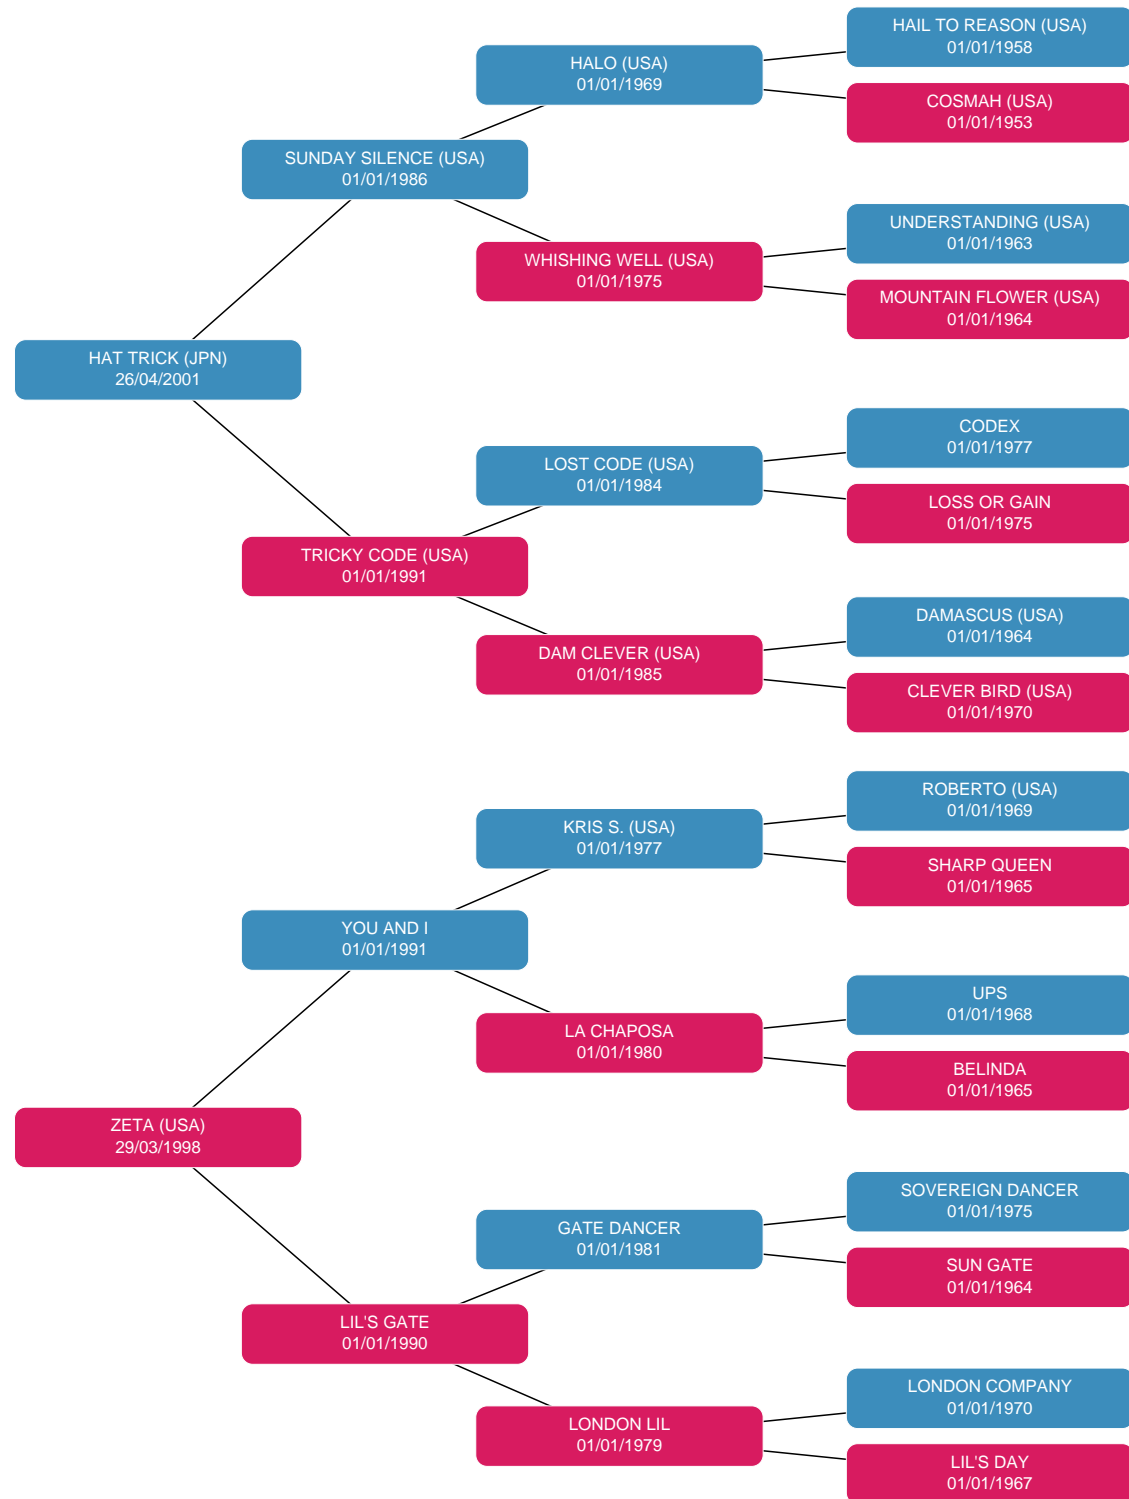 HAIL TO REASON (USA)
01/01/1958
HALO (USA)
01/01/1969
COSMAH (USA)
01/01/1953
SUNDAY SILENCE (USA)
01/01/1986
UNDERSTANDING (USA)
01/01/1963
WHISHING WELL (USA)
01/01/1975
MOUNTAIN FLOWER (USA)
01/01/1964
HAT TRICK (JPN)
26/04/2001
CODEX
01/01/1977
LOST CODE (USA)
01/01/1984
LOSS OR GAIN
01/01/1975
TRICKY CODE (USA)
01/01/1991
DAMASCUS (USA)
01/01/1964
DAM CLEVER (USA)
01/01/1985
CLEVER BIRD (USA)
01/01/1970
ROBERTO (USA)
01/01/1969
KRIS S. (USA)
01/01/1977
SHARP QUEEN
01/01/1965
YOU AND I
01/01/1991
UPS
01/01/1968
LA CHAPOSA
01/01/1980
BELINDA
01/01/1965
ZETA (USA)
29/03/1998
SOVEREIGN DANCER
01/01/1975
GATE DANCER
01/01/1981
SUN GATE
01/01/1964
LIL'S GATE
01/01/1990
LONDON COMPANY
01/01/1970
LONDON LIL
01/01/1979
LIL'S DAY
01/01/1967